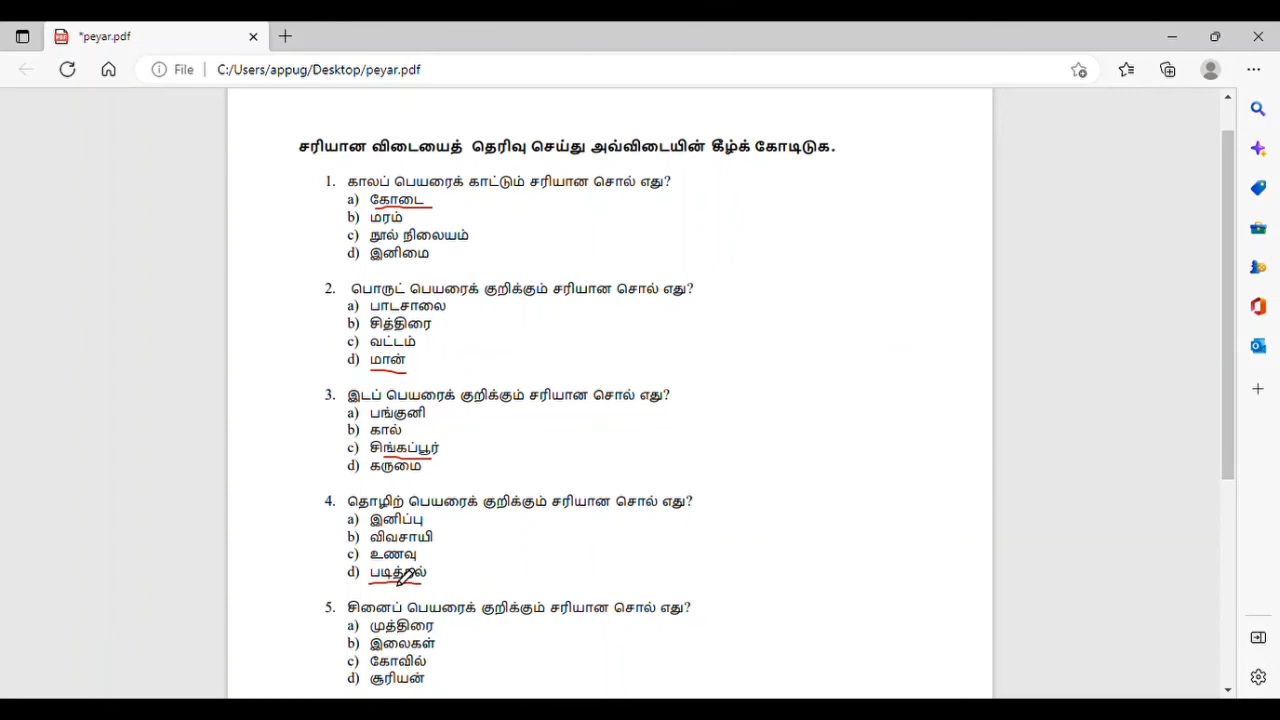 *peyar.pdf
File C:/Users/appug/Desktop/peyar.pdf
சரியான விடையைத் தெரிவு செய்து அவ்விடையின் கீழ்க் கோடிடுக.
1. காலப் பெயரைக் காட்டும் சரியான சொல் எது?
a) கோடை
b) மரம்
c) நூல் நிலையம்
d) இனிமை
2. பொருட் பெயரைக் குறிக்கும் சரியான சொல் எது?
a) பாடசாலை
b) சித்திரை
c) வட்டம்
d) மான்
3. இடப் பெயரைக் குறிக்கும் சரியான சொல் எது?
a) பங்குனி
b) கால்
c) சிங்கப்பூர்
d) கருமை
4. தொழிற் பெயரைக் குறிக்கும் சரியான சொல் எது?
a) இனிப்பு
b) விவசாயி
c) உணவு
d) படித்தல்
5. சினைப் பெயரைக் குறிக்கும் சரியான சொல் எது?
a) முத்திரை
b) இலைகள்
c) கோவில்
d) சூரியன்